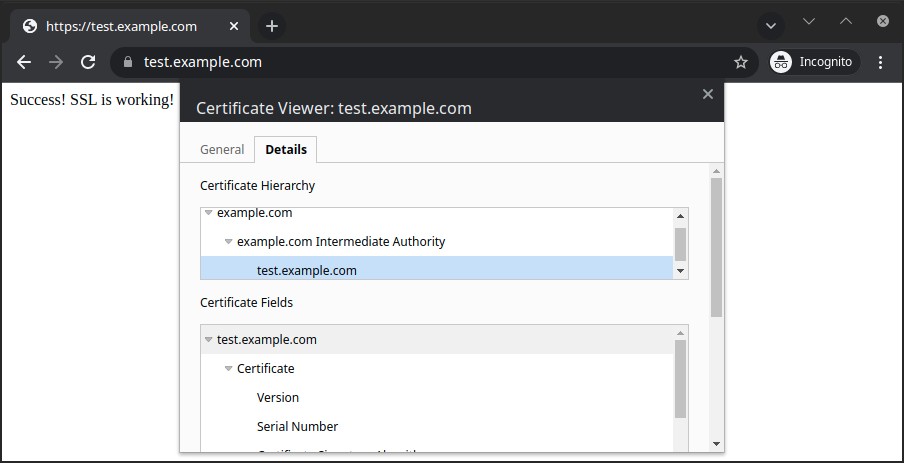 https://test.example.com
test.example.com
Incognito
Success! SSL is working!
Certificate Viewer: test.example.com
General
Details
Certificate Hierarchy
example.com
example.com Intermediate Authority
test.example.com
Certificate Fields
test.example.com
Certificate
Version
Serial Number